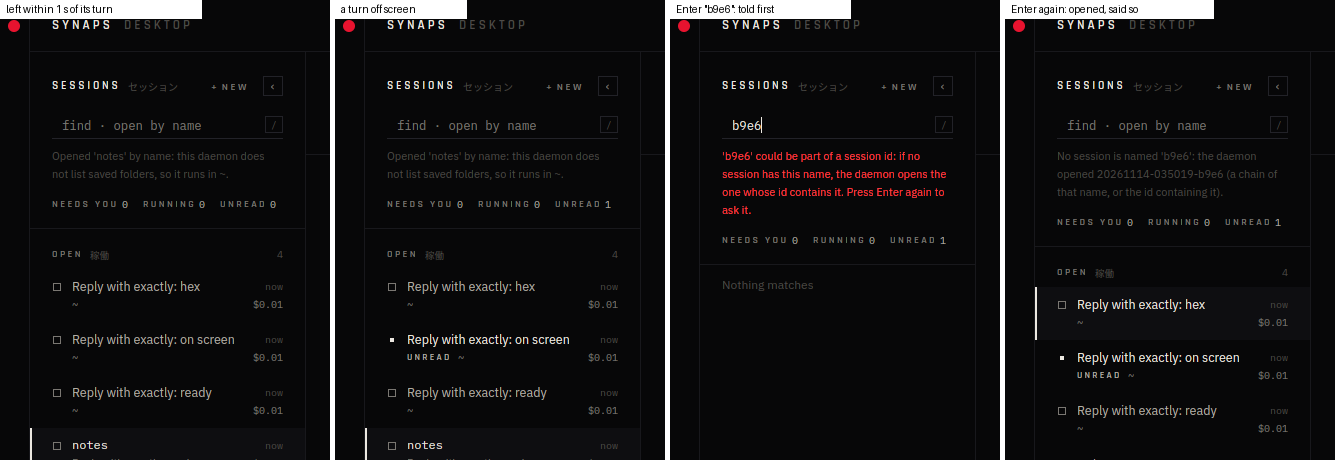 left within 1 s of its turn
SYNAPS DESKTOP
SESSIONS セッション + NEW ‹
find · open by name /
Opened 'notes' by name: this daemon does
not list saved folders, so it runs in ~.
NEEDS YOU 0 RUNNING 0 UNREAD 0
OPEN 稼働 4
Reply with exactly: hex now
~ $0.01
Reply with exactly: on screen now
~ $0.01
Reply with exactly: ready now
~ $0.01
notes now
a turn off screen
SYNAPS DESKTOP
SESSIONS セッション + NEW ‹
find · open by name /
Opened 'notes' by name: this daemon does
not list saved folders, so it runs in ~.
NEEDS YOU 0 RUNNING 0 UNREAD 1
OPEN 稼働 4
Reply with exactly: hex now
~ $0.01
Reply with exactly: on screen now
UNREAD ~ $0.01
Reply with exactly: ready now
~ $0.01
notes now
Enter "b9e6": told first
SYNAPS DESKTOP
SESSIONS セッション + NEW ‹
b9e6 /
'b9e6' could be part of a session id: if no
session has this name, the daemon opens the
one whose id contains it. Press Enter again to
ask it.
NEEDS YOU 0 RUNNING 0 UNREAD 1
Nothing matches
Enter again: opened, said so
SYNAPS DESKTOP
SESSIONS セッション + NEW ‹
find · open by name /
No session is named 'b9e6': the daemon
opened 20261114-035019-b9e6 (a chain of
that name, or the id containing it).
NEEDS YOU 0 RUNNING 0 UNREAD 1
OPEN 稼働 4
Reply with exactly: hex now
~ $0.01
Reply with exactly: on screen now
UNREAD ~ $0.01
Reply with exactly: ready now
~ $0.01